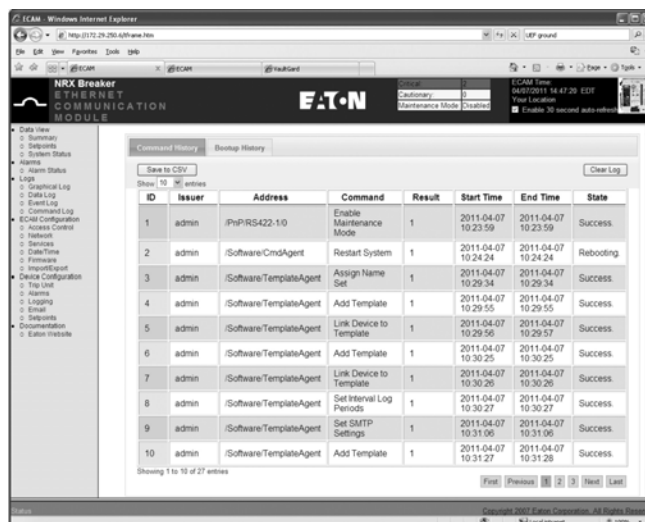 ECAM - Windows Internet Explorer
http://172.29.250.6/tframe.htm
UEF ground
File Edit View Favorites Tools Help
ECAM ECAM VaultGard
Page Tools
NRX Breaker
ETHERNET
COMMUNICATION
MODULE
EATON
Critical: 2
Cautionary: 0
Maintenance Mode: Disabled
ECAM Time:
04/07/2011 14:47:20 EDT
Your Location
Enable 30 second auto-refresh
Data View
Summary
Setpoints
System Status
Alarms
Alarm Status
Logs
Graphical Log
Data Log
Event Log
Command Log
ECAM Configuration
Access Control
Network
Services
Date/Time
Firmware
Import/Export
Device Configuration
Trip Unit
Alarms
Logging
Email
Setpoints
Documentation
Eaton Website
Command History Bootup History
Save to CSV Clear Log
Show 10 entries
ID Issuer Address Command Result Start Time End Time State
1 admin /PnP/RS422-1/0 Enable Maintenance Mode 1 2011-04-07 10:23:59 2011-04-07 10:23:59 Success.
2 admin /Software/CmdAgent Restart System 1 2011-04-07 10:24:24 2011-04-07 10:24:24 Rebooting.
3 admin /Software/TemplateAgent Assign Name Set 1 2011-04-07 10:29:34 2011-04-07 10:29:34 Success.
4 admin /Software/TemplateAgent Add Template 1 2011-04-07 10:29:55 2011-04-07 10:29:55 Success.
5 admin /Software/TemplateAgent Link Device to Template 1 2011-04-07 10:29:56 2011-04-07 10:29:57 Success.
6 admin /Software/TemplateAgent Add Template 1 2011-04-07 10:30:25 2011-04-07 10:30:25 Success.
7 admin /Software/TemplateAgent Link Device to Template 1 2011-04-07 10:30:26 2011-04-07 10:30:26 Success.
8 admin /Software/TemplateAgent Set Interval Log Periods 1 2011-04-07 10:30:27 2011-04-07 10:30:27 Success.
9 admin /Software/TemplateAgent Set SMTP Settings 1 2011-04-07 10:31:06 2011-04-07 10:31:06 Success.
10 admin /Software/TemplateAgent Add Template 1 2011-04-07 10:31:27 2011-04-07 10:31:28 Success.
Showing 1 to 10 of 27 entries
First Previous 1 2 3 Next Last
Status
Copyright 2007 Eaton Corporation. All Rights Reser